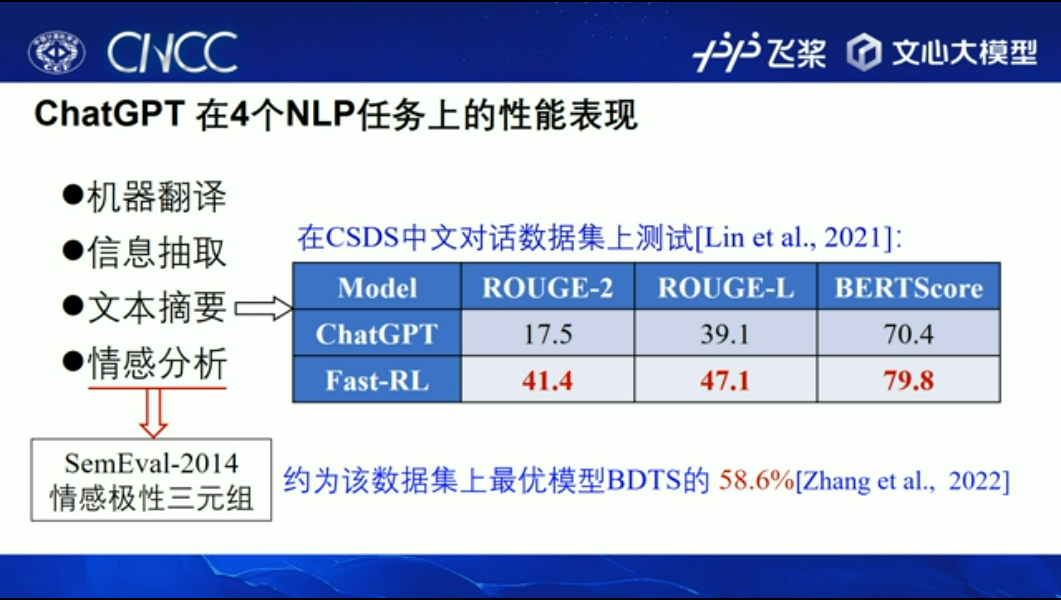 CCF
CNCC
飞桨
文心大模型
ChatGPT 在4个NLP任务上的性能表现
●机器翻译
●信息抽取
●文本摘要
●情感分析
在CSDS中文对话数据集上测试[Lin et al., 2021]:
Model ROUGE-2 ROUGE-L BERTScore
ChatGPT 17.5 39.1 70.4
Fast-RL 41.4 47.1 79.8
SemEval-2014
情感极性三元组
约为该数据集上最优模型BDTS的 58.6%[Zhang et al., 2022]